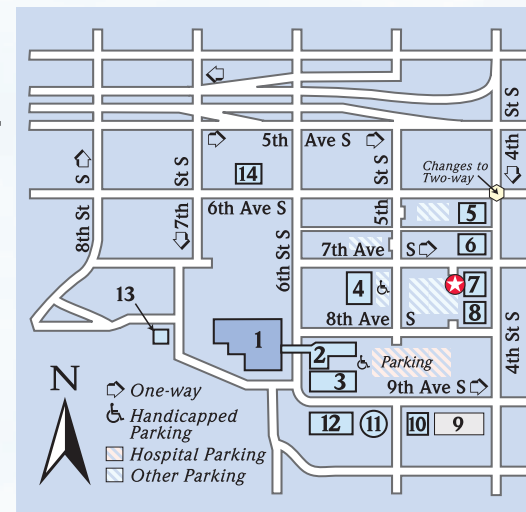 5th Ave S
4th St S
8th St S
7th St S
5th St S
14
Changes to
Two-way
6th Ave S
5
6th St S
7th Ave S
6
4
7
8
8th Ave S
13
1
2
3
Parking
4th St S
9th Ave S
12
11
10
9
N
One-way
Handicapped
Parking
Hospital Parking
Other Parking